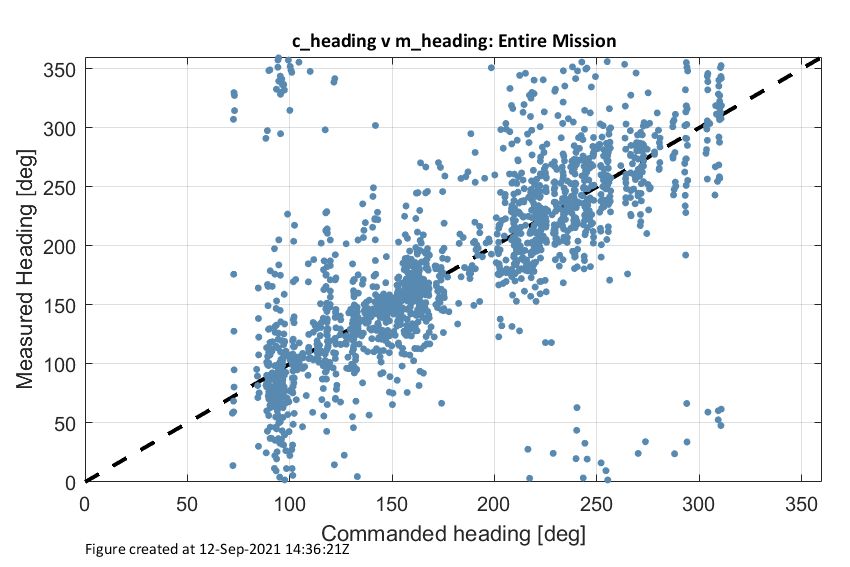 c_heading v m_heading: Entire Mission
350
300
250
200
150
100
50
0
Measured Heading [deg]
0 50 100 150 200 250 300 350
Commanded heading [deg]
Figure created at 12-Sep-2021 14:36:21Z